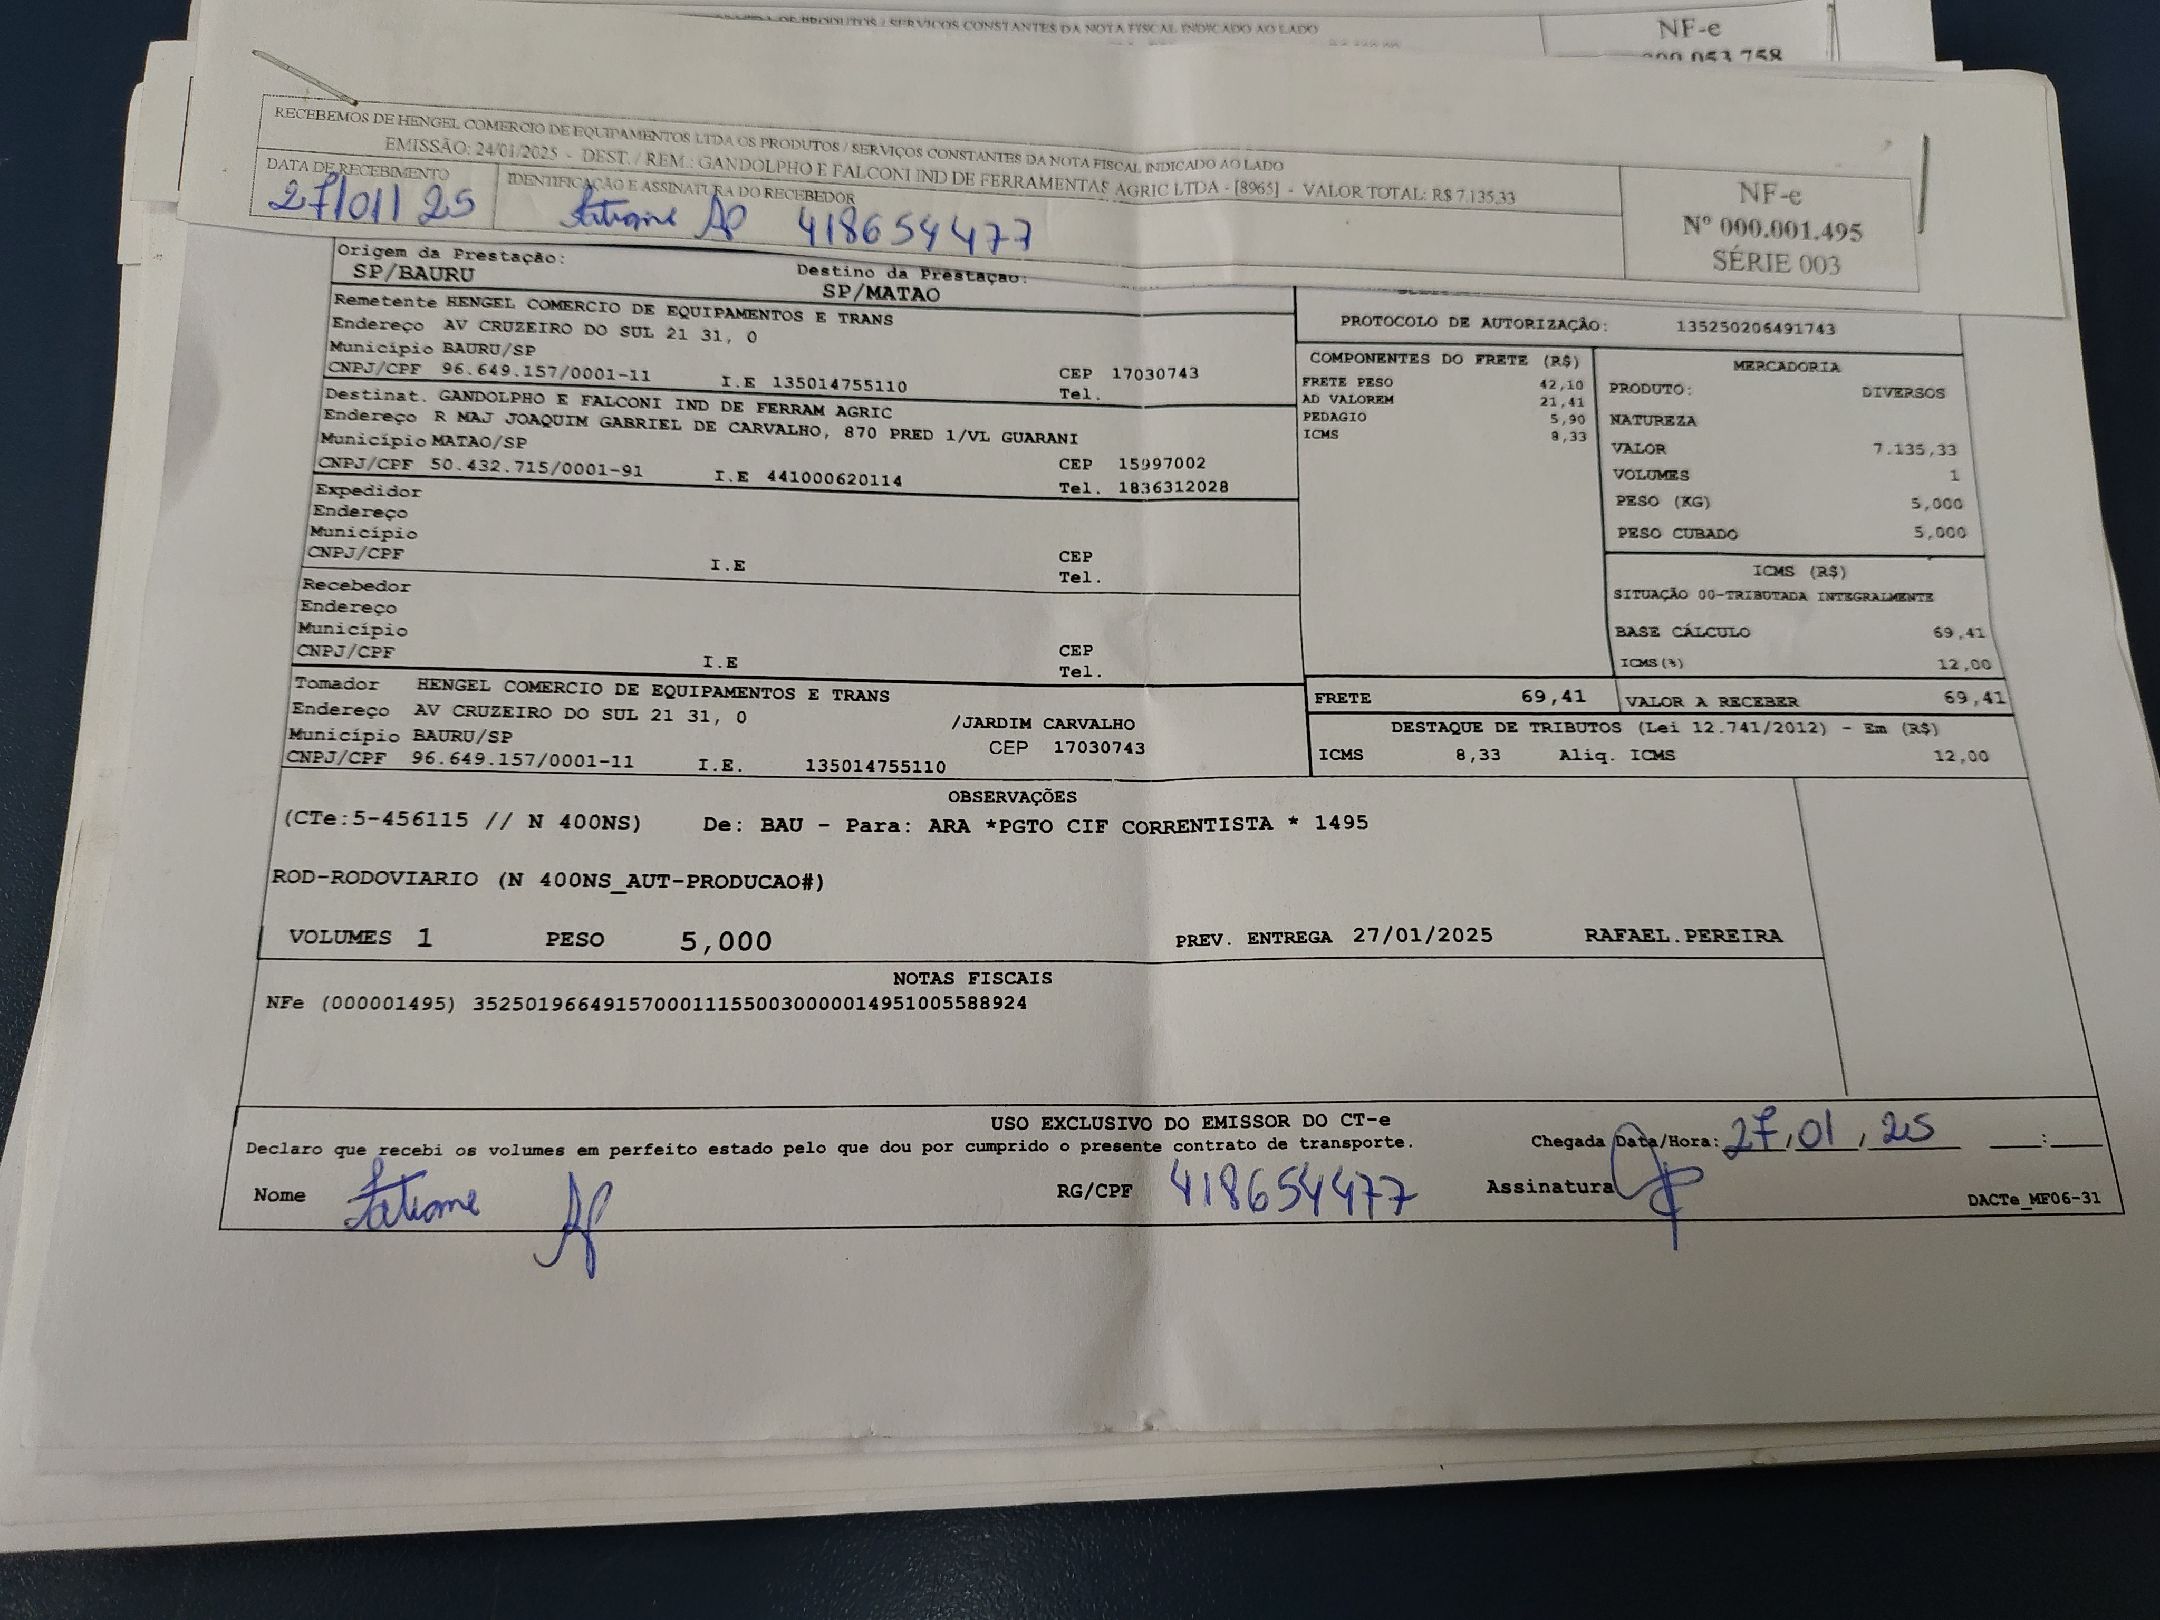 / SERVIÇOS CONSTANTES DA NOTA FISCAL INDICADO AO LADO
NF-e
RECEBEMOS DE HENGEL COMERCIO DE EQUIPAMENTOS LTDA OS PRODUTOS / SERVIÇOS CONSTANTES DA NOTA FISCAL INDICADO AO LADO
EMISSÃO: 24/01/2025 - DEST. / REM.: GANDOLPHO E FALCONI IND DE FERRAMENTAS AGRIC LTDA - [8965] - VALOR TOTAL: R$ 7.135,33
DATA DE RECEBIMENTO
27/01/25
IDENTIFICAÇÃO E ASSINATURA DO RECEBEDOR
Tatiane Ap 418654477
NF-e
Nº 000.001.495
SÉRIE 003
Origem da Prestação:
SP/BAURU
Destino da Prestação:
SP/MATAO
Remetente HENGEL COMERCIO DE EQUIPAMENTOS E TRANS
Endereço AV CRUZEIRO DO SUL 21 31, 0
Município BAURU/SP
CEP 17030743
CNPJ/CPF 96.649.157/0001-11 I.E 135014755110 Tel.
Destinat. GANDOLPHO E FALCONI IND DE FERRAM AGRIC
Endereço R MAJ JOAQUIM GABRIEL DE CARVALHO, 870 PRED 1/VL GUARANI
Município MATAO/SP
CEP 15997002
CNPJ/CPF 50.432.715/0001-91 I.E 441000620114 Tel. 1836312028
Expedidor
Endereço
Município
CEP
CNPJ/CPF I.E Tel.
Recebedor
Endereço
Município
CEP
CNPJ/CPF I.E Tel.
Tomador HENGEL COMERCIO DE EQUIPAMENTOS E TRANS
Endereço AV CRUZEIRO DO SUL 21 31, 0 /JARDIM CARVALHO
Município BAURU/SP CEP 17030743
CNPJ/CPF 96.649.157/0001-11 I.E. 135014755110
PROTOCOLO DE AUTORIZAÇÃO: 135250206491743
COMPONENTES DO FRETE (R$)
FRETE PESO 42,10
AD VALOREM 21,41
PEDAGIO 5,90
ICMS 8,33
MERCADORIA
PRODUTO: DIVERSOS
NATUREZA
VALOR 7.135,33
VOLUMES 1
PESO (KG) 5,000
PESO CUBADO 5,000
ICMS (R$)
SITUAÇÃO 00-TRIBUTADA INTEGRALMENTE
BASE CÁLCULO 69,41
ICMS(%) 12,00
FRETE 69,41
VALOR A RECEBER 69,41
DESTAQUE DE TRIBUTOS (Lei 12.741/2012) - Em (R$)
ICMS 8,33 Aliq. ICMS 12,00
OBSERVAÇÕES
(CTe:5-456115 // N 400NS) De: BAU - Para: ARA *PGTO CIF CORRENTISTA * 1495
ROD-RODOVIARIO (N 400NS_AUT-PRODUCAO#)
VOLUMES 1 PESO 5,000 PREV. ENTREGA 27/01/2025 RAFAEL.PEREIRA
NOTAS FISCAIS
NFe (000001495) 35250196649157000111550030000014951005588924
USO EXCLUSIVO DO EMISSOR DO CT-e
Declaro que recebi os volumes em perfeito estado pelo que dou por cumprido o presente contrato de transporte.
Chegada Data/Hora: 27, 01, 25 __:__
Nome Tatiane Ap RG/CPF 418654477 Assinatura
DACTe_MF06-31